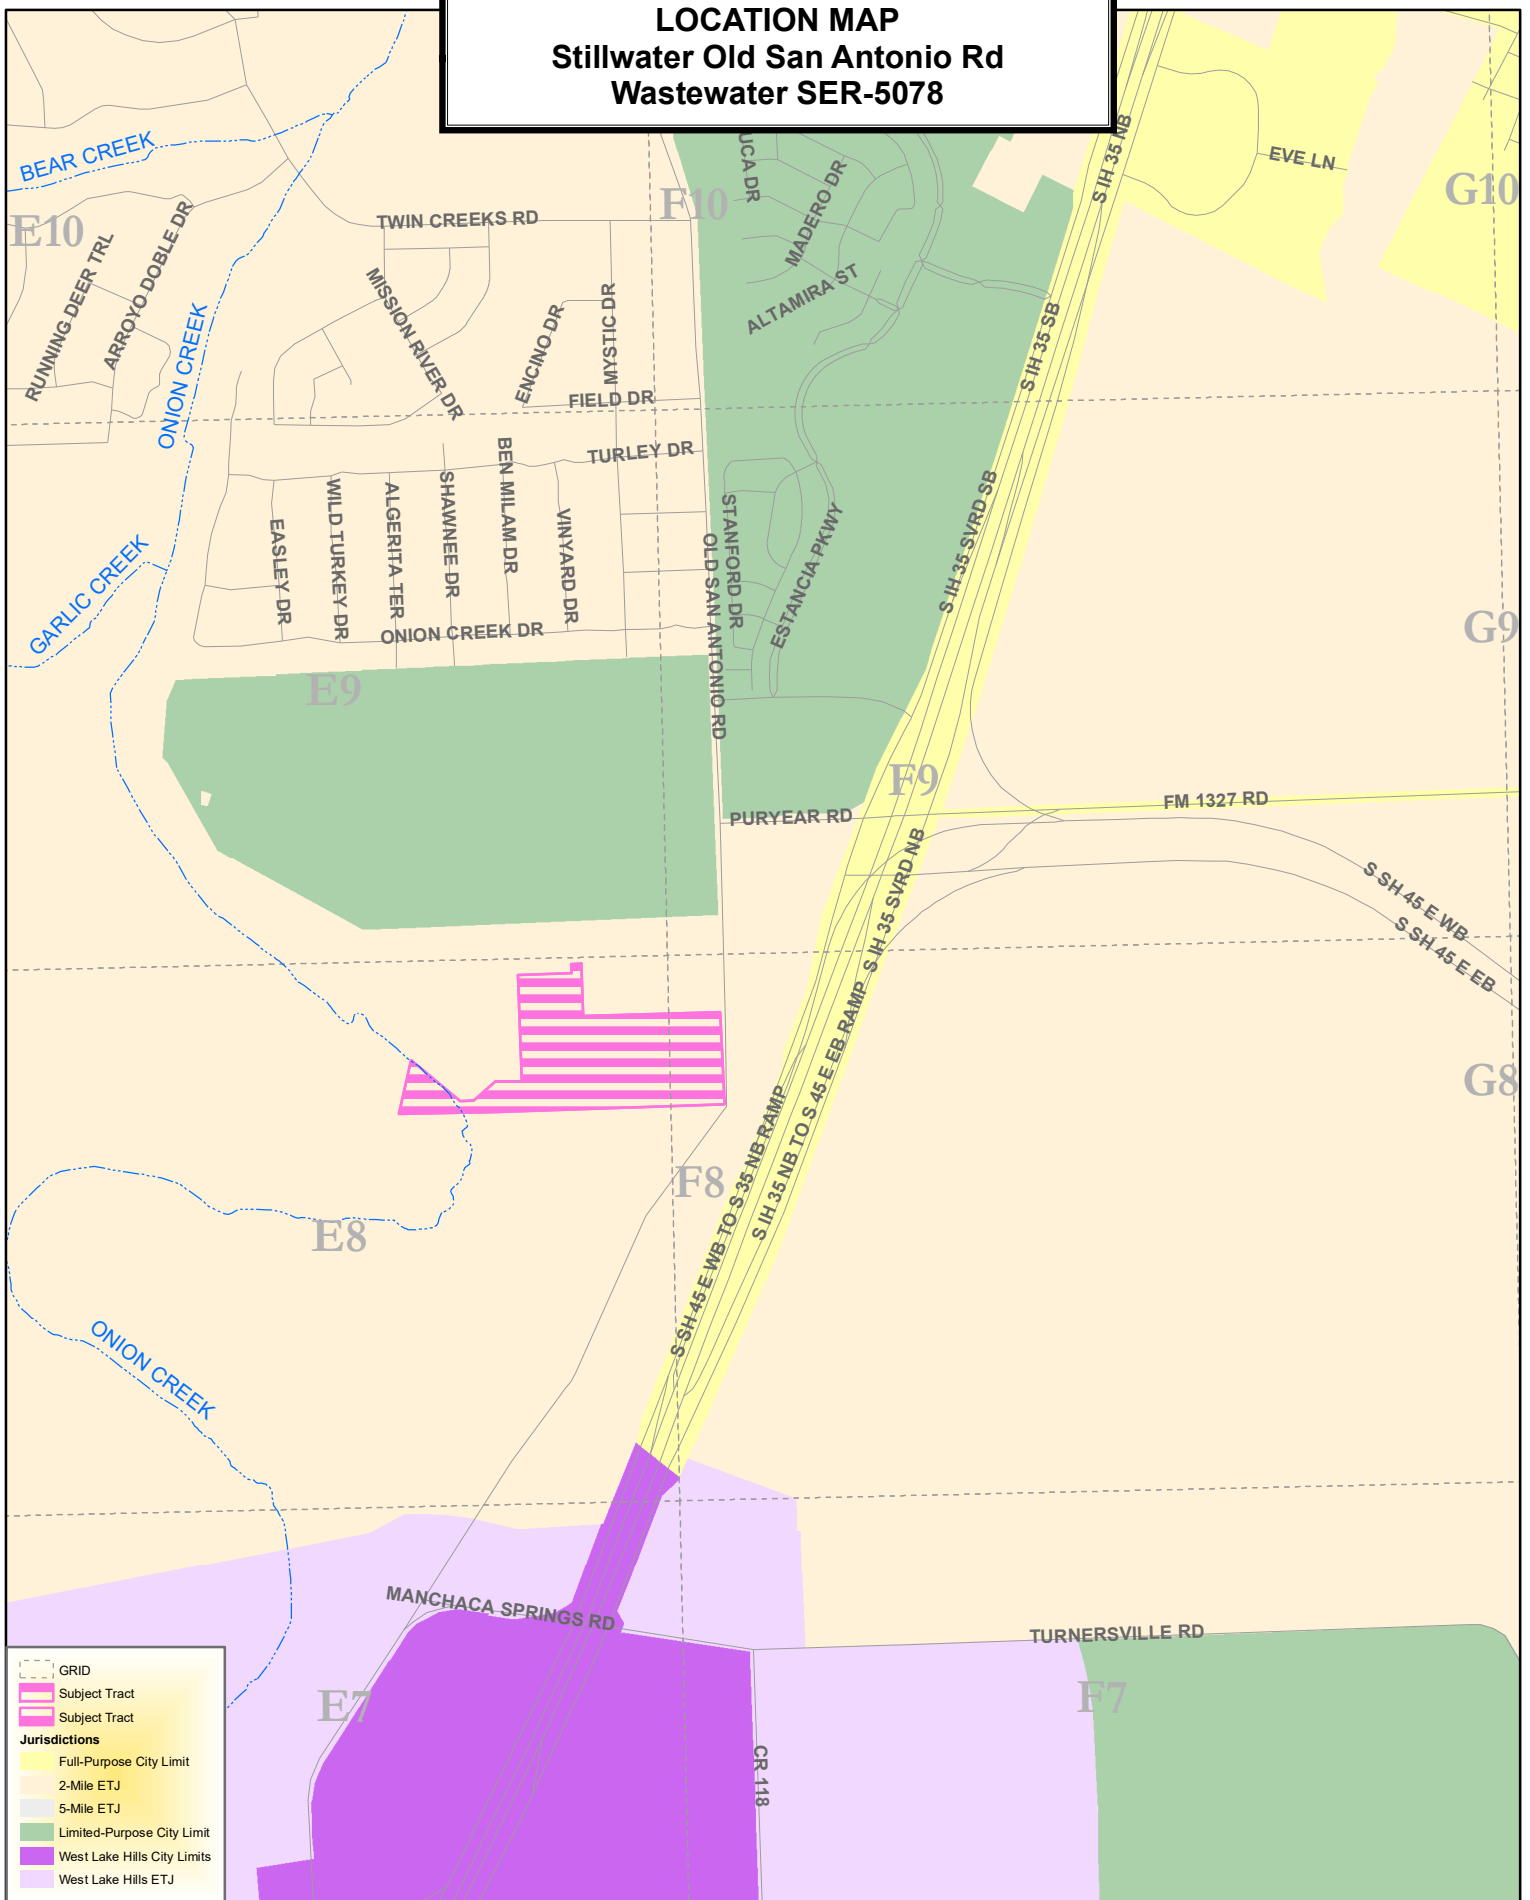 LOCATION MAP
Stillwater Old San Antonio Rd
Wastewater SER-5078
BEAR CREEK
E10
RUNNING DEER TRL
ARROYO DOBLE DR
ONION CREEK
TWIN CREEKS RD
F10
UCA DR
MADERO DR
ALTAMIRA ST
S IH 35 NB
EVE LN
G10
MISSION RIVER DR
ENCINO DR
MYSTIC DR
FIELD DR
S IH 35 SB
TURLEY DR
GARLIC CREEK
EASLEY DR
WILD TURKEY DR
ALGERITA TER
SHAWNEE DR
BEN MILAM DR
VINYARD DR
ONION CREEK DR
OLD SAN ANTONIO RD
STANFORD DR
ESTANCIA PKWY
S IH 35 SVRD SB
G9
E9
F9
PURYEAR RD
FM 1327 RD
S IH 35 SVRD NB
S SH 45 E WB
S SH 45 E EB
S SH 45 E WB TO S 35 NB RAMP
S IH 35 NB TO S 45 E EB RAMP
G8
F8
E8
ONION CREEK
MANCHACA SPRINGS RD
TURNERSVILLE RD
E7
F7
CR 118
GRID
Subject Tract
Subject Tract
Jurisdictions
Full-Purpose City Limit
2-Mile ETJ
5-Mile ETJ
Limited-Purpose City Limit
West Lake Hills City Limits
West Lake Hills ETJ